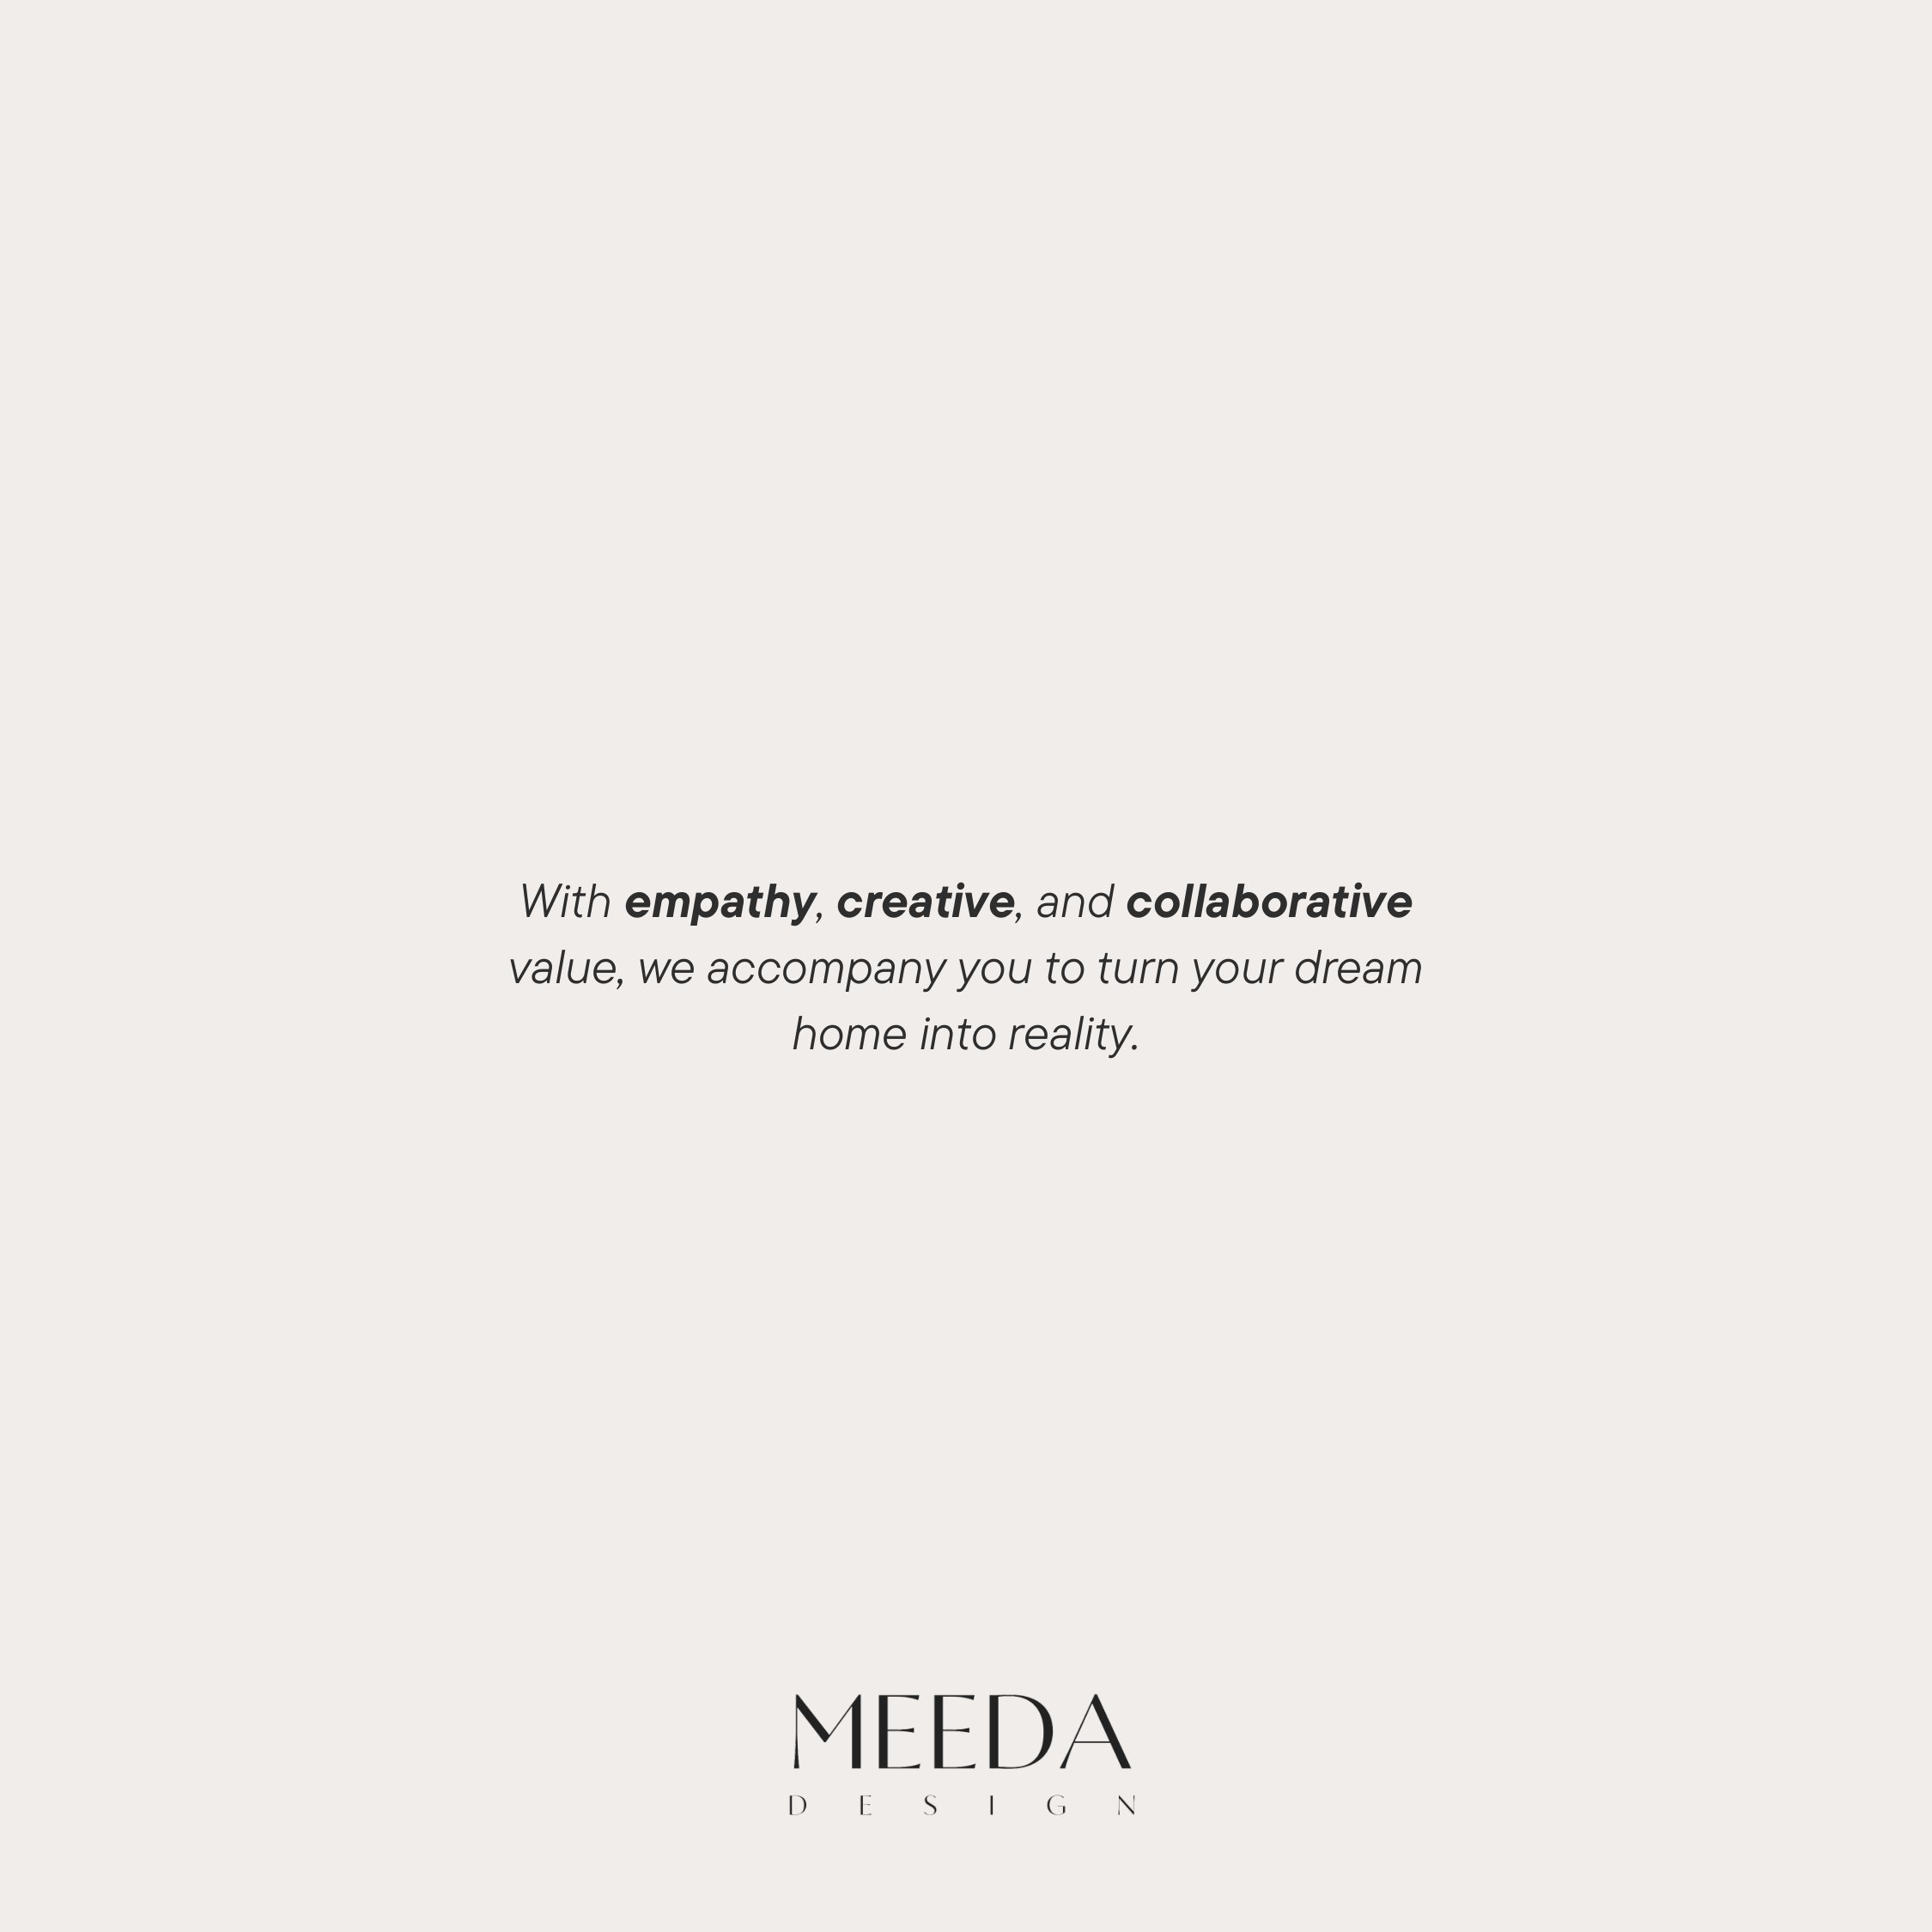 With empathy, creative, and collaborative
value, we accompany you to turn your dream
home into reality.
MEEDA
DESIGN